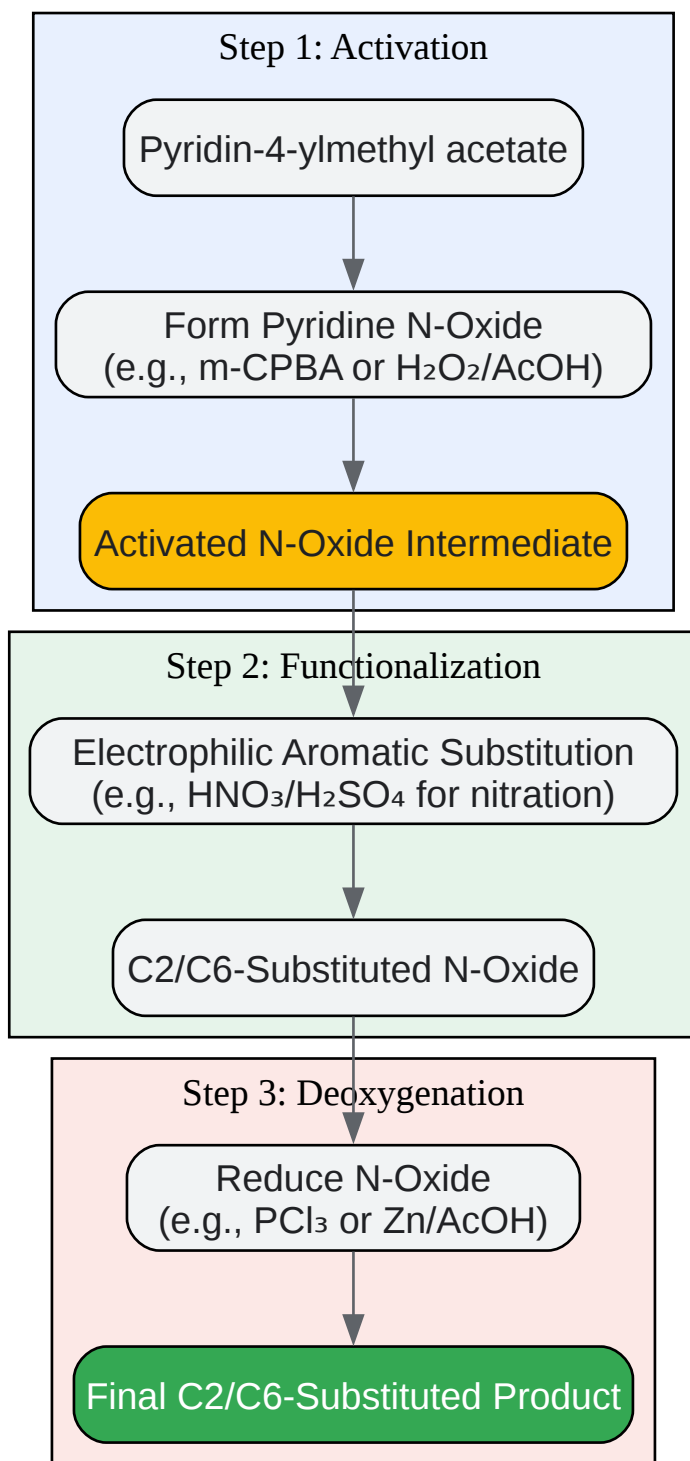 Step 1: Activation
Pyridin-4-ylmethyl acetate
Form Pyridine N-Oxide
(e.g., m-CPBA or H₂O₂/AcOH)
Activated N-Oxide Intermediate
Step 2: Functionalization
Electrophilic Aromatic Substitution
(e.g., HNO₃/H₂SO₄ for nitration)
C2/C6-Substituted N-Oxide
Step 3: Deoxygenation
Reduce N-Oxide
(e.g., PCl₃ or Zn/AcOH)
Final C2/C6-Substituted Product